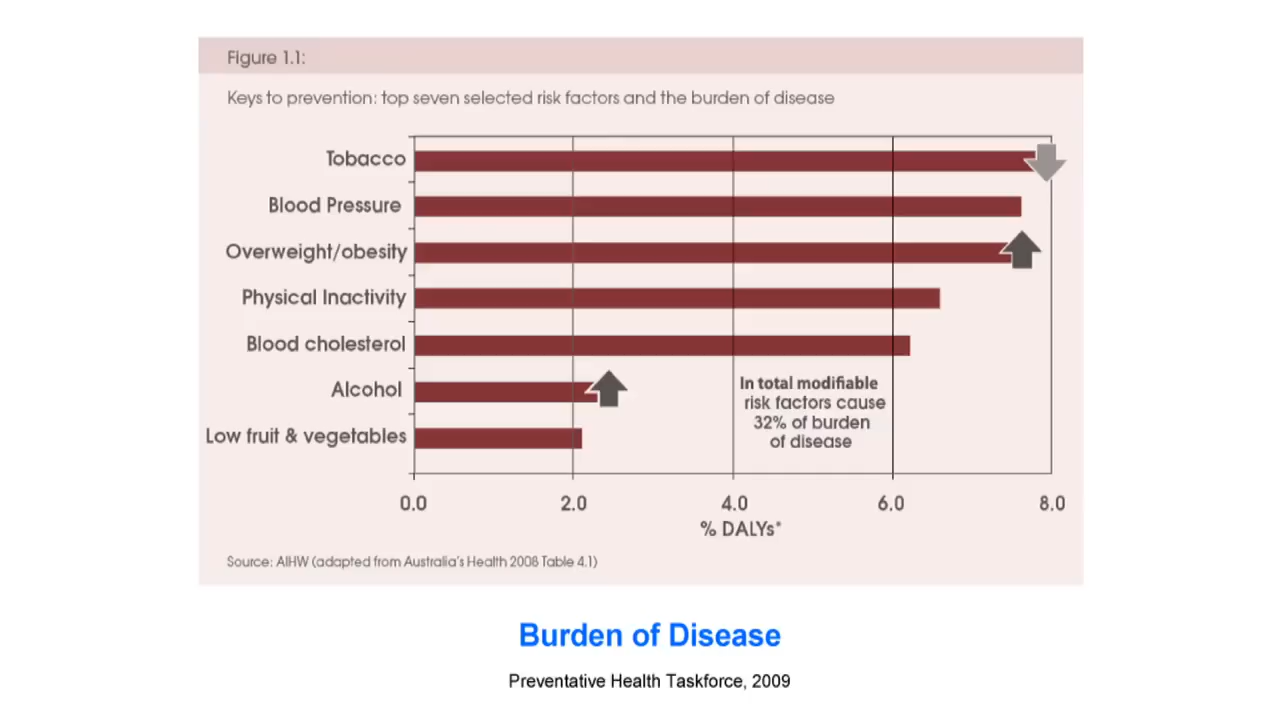 Figure 1.1:
Keys to prevention: top seven selected risk factors and the burden of disease
Tobacco
Blood Pressure
Overweight/obesity
Physical Inactivity
Blood cholesterol
Alcohol
Low fruit & vegetables
In total modifiable
risk factors cause
32% of burden
of disease
0.0 2.0 4.0 6.0 8.0
% DALYs*
Source: AIHW (adapted from Australia's Health 2008 Table 4.1)
Burden of Disease
Preventative Health Taskforce, 2009